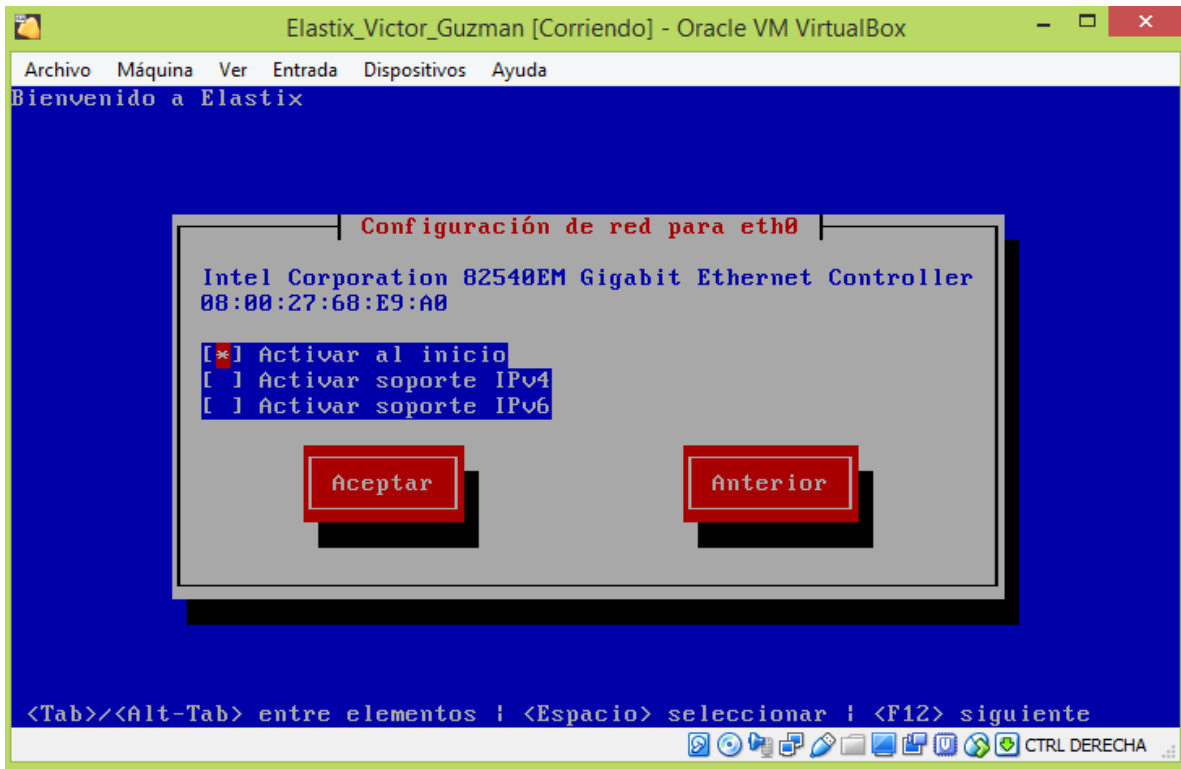 Elastix_Victor_Guzman [Corriendo] - Oracle VM VirtualBox
Archivo Máquina Ver Entrada Dispositivos Ayuda
Bienvenido a Elastix
Configuración de red para eth0
Intel Corporation 82540EM Gigabit Ethernet Controller
08:00:27:68:E9:A0
[*] Activar al inicio
[ ] Activar soporte IPv4
[ ] Activar soporte IPv6
Aceptar Anterior
<Tab>/<Alt-Tab> entre elementos | <Espacio> seleccionar | <F12> siguiente
CTRL DERECHA